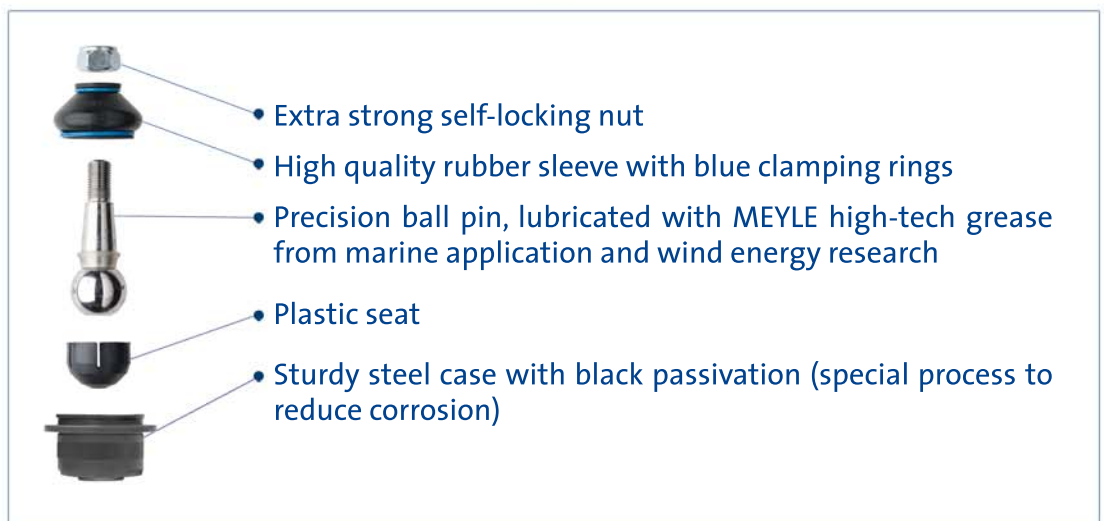 Extra strong self-locking nut
High quality rubber sleeve with blue clamping rings
Precision ball pin, lubricated with MEYLE high-tech grease
from marine application and wind energy research
Plastic seat
Sturdy steel case with black passivation (special process to
reduce corrosion)